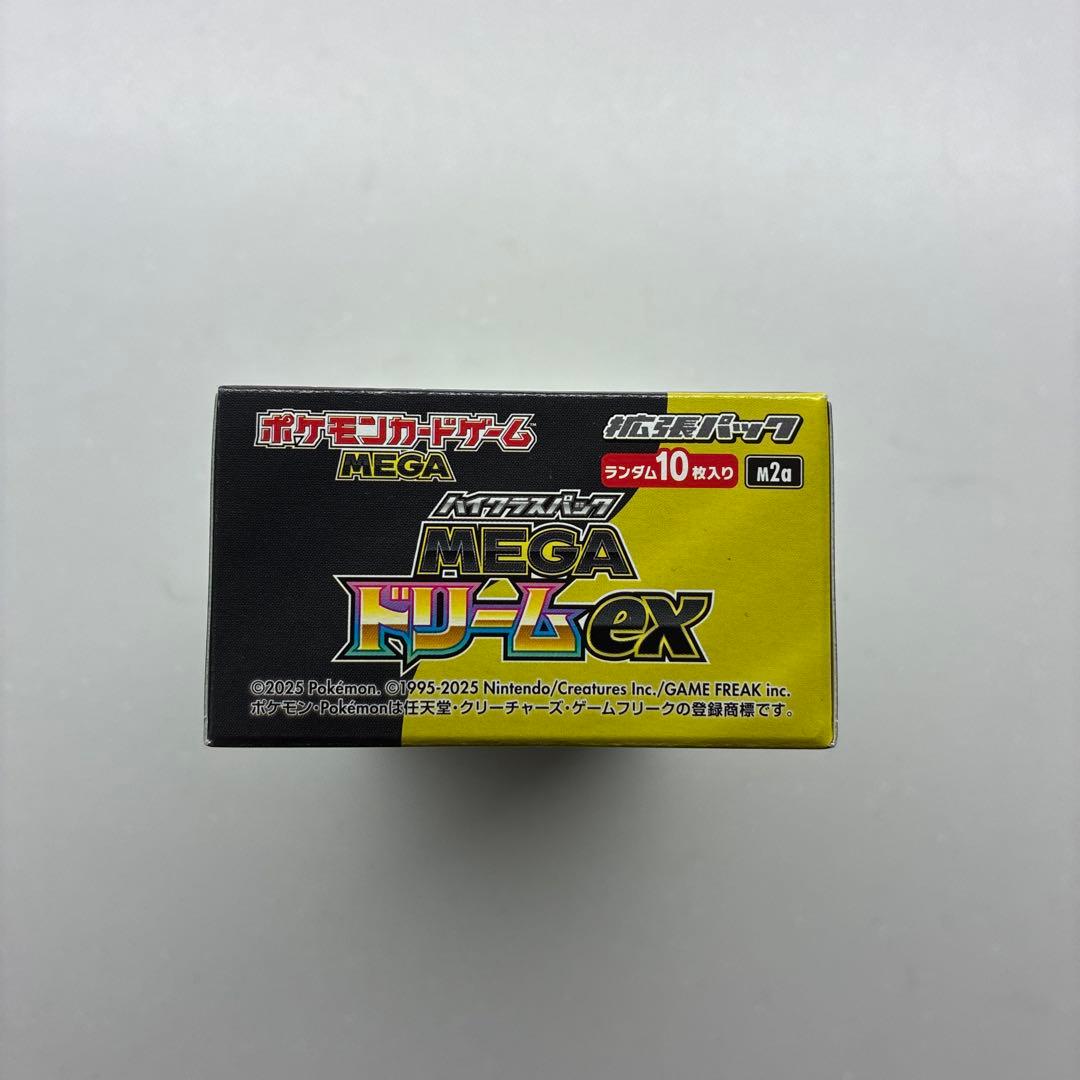 ポケモンカードゲーム™
MEGA
拡張パック
ランダム10枚入り M2a
ハイクラスパック
MEGA
ドリームex
©2025 Pokémon. ©1995-2025 Nintendo/Creatures Inc./GAME FREAK inc.
ポケモン・Pokémonは任天堂・クリーチャーズ・ゲームフリークの登録商標です。